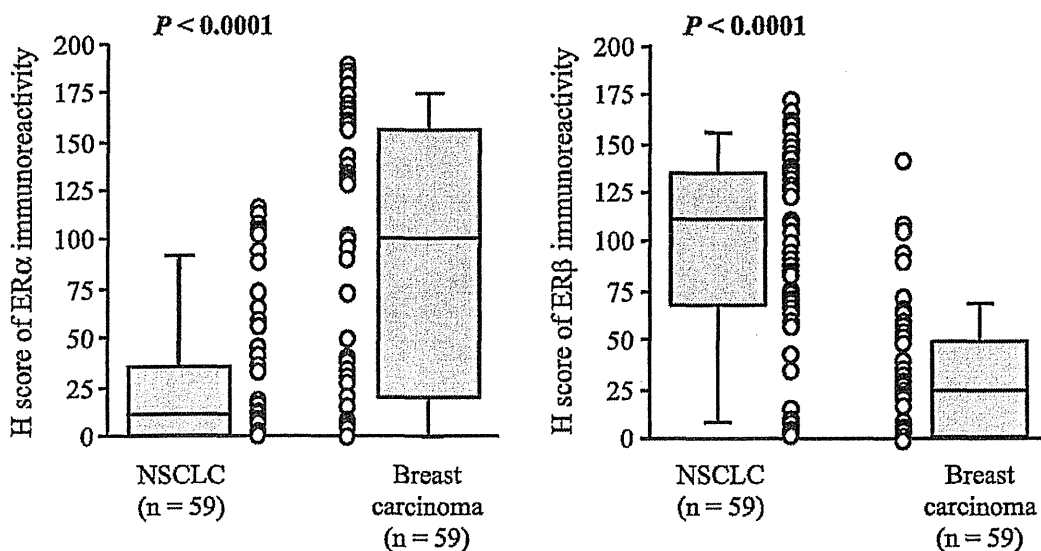 P < 0.0001
H score of ERα immunoreactivity
200
175
150
125
100
75
50
25
0
NSCLC
(n = 59)
Breast
carcinoma
(n = 59)
P < 0.0001
H score of ERβ immunoreactivity
200
175
150
125
100
75
50
25
0
NSCLC
(n = 59)
Breast
carcinoma
(n = 59)